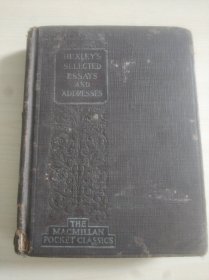 HUXLEY'S
SELECTED
ESSAYS
AND
ADDRESSES
THE
MACMILLAN
POCKET CLASSICS